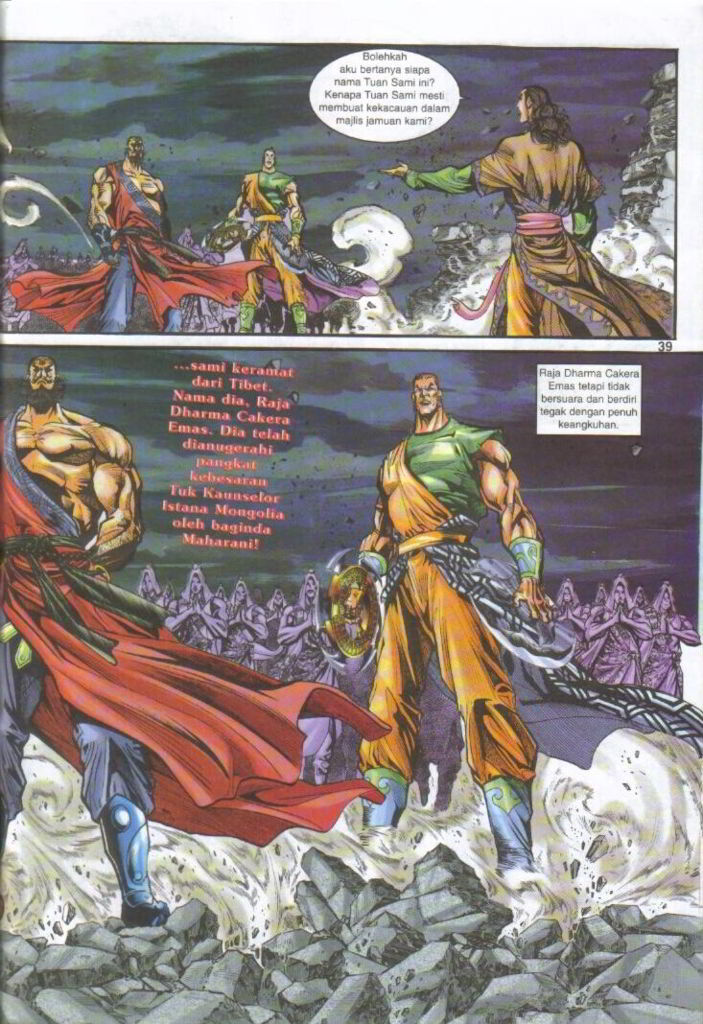 Bolehkah
aku bertanya siapa
nama Tuan Sami ini?
Kenapa Tuan Sami mesti
membuat kekacauan dalam
majlis jamuan kami?
39
...sami keramat
dari Tibet.
Nama dia, Raja
Dharma Cakera
Emas. Dia telah
dianugerahi
pangkat
kebesaran
Tuk Kaunselor
Istana Mongolia
oleh baginda
Maharani!
Raja Dharma Cakera
Emas tetapi tidak
bersuara dan berdiri
tegak dengan penuh
keangkuhan.